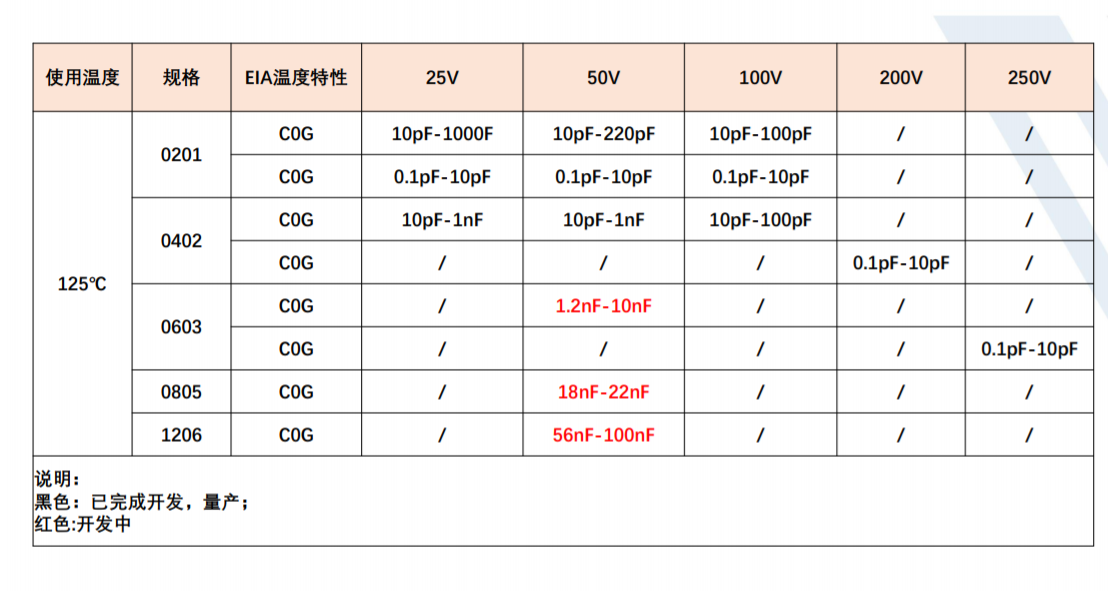 使用温度 规格 EIA温度特性 25V 50V 100V 200V 250V
125℃ 0201 C0G 10pF-1000F 10pF-220pF 10pF-100pF / /
C0G 0.1pF-10pF 0.1pF-10pF 0.1pF-10pF / /
0402 C0G 10pF-1nF 10pF-1nF 10pF-100pF / /
C0G / / / 0.1pF-10pF /
0603 C0G / 1.2nF-10nF / / /
C0G / / / / 0.1pF-10pF
0805 C0G / 18nF-22nF / / /
1206 C0G / 56nF-100nF / / /
说明：
黑色：已完成开发，量产；
红色:开发中